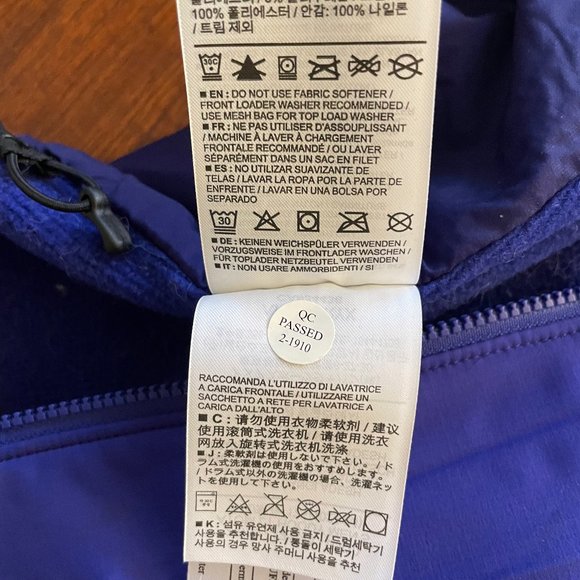 100% 폴리에스터 / 안감: 100% 나일론
/ 트림 제외
30C
■ EN : DO NOT USE FABRIC SOFTENER /
FRONT LOADER WASHER RECOMMENDED /
USE MESH BAG FOR TOP LOAD WASHER
■ FR : NE PAS UTILISER D'ASSOUPLISSANT
/ MACHINE À LAVER À CHARGEMENT
FRONTALE RECOMMANDÉ / OU LAVER
SÉPARÉMENT DANS UN SAC EN FILET
■ ES : NO UTILIZAR SUAVIZANTE DE
TELAS / LAVAR LA ROPA POR LA PARTE DE
ENFRENTE / LAVAR EN UNA BOLSA POR
SEPARADO
30
■ DE : KEINEN WEICHSPÜLER VERWENDEN /
VORZUGSWEISE IM FRONTLADER WASCHEN /
FÜR TOPLADER NETZBEUTEL VERWENDEN
■ IT : NON USARE AMMORBIDENTI / SI
QC
PASSED
2-1910
RACCOMANDA L'UTILIZZO DI LAVATRICE
A CARICA FRONTALE / UTILIZZARE UN
SACCHETTO A RETE PER LAVATRICE A
CARICA DALL'ALTO
■ C : 请勿使用衣物柔软剂 / 建议
使用滚筒式洗衣机 / 请使用洗衣
网放入旋转式洗衣机洗涤
■ J : 柔軟剤は使用しないで下さい。/ ド
ラム式洗濯機の使用をおすすめします。
/ ドラム式以外の洗濯機の場合、洗濯ネッ
トを使用して下さい。
■ K : 섬유 유연제 사용 금지 / 드럼세탁기
사용을 추천합니다 / 통돌이 세탁기
사용의 경우 망사 주머니 사용을